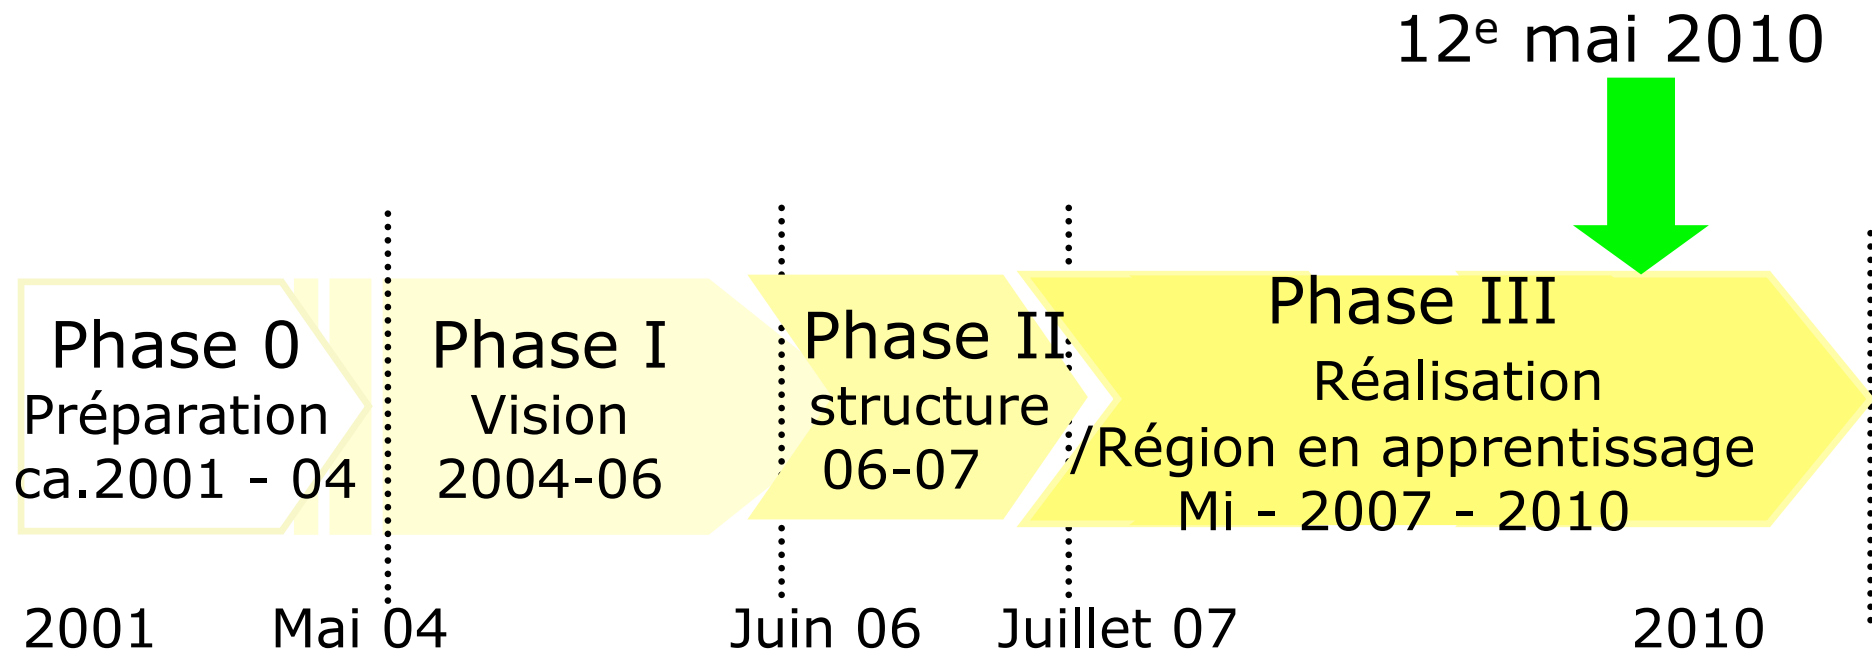 12e mai 2010
Phase 0
Préparation
ca.2001 - 04
Phase I
Vision
2004-06
Phase II
structure
06-07
Phase III
Réalisation
/Région en apprentissage
Mi - 2007 - 2010
2001
Mai 04
Juin 06
Juillet 07
2010